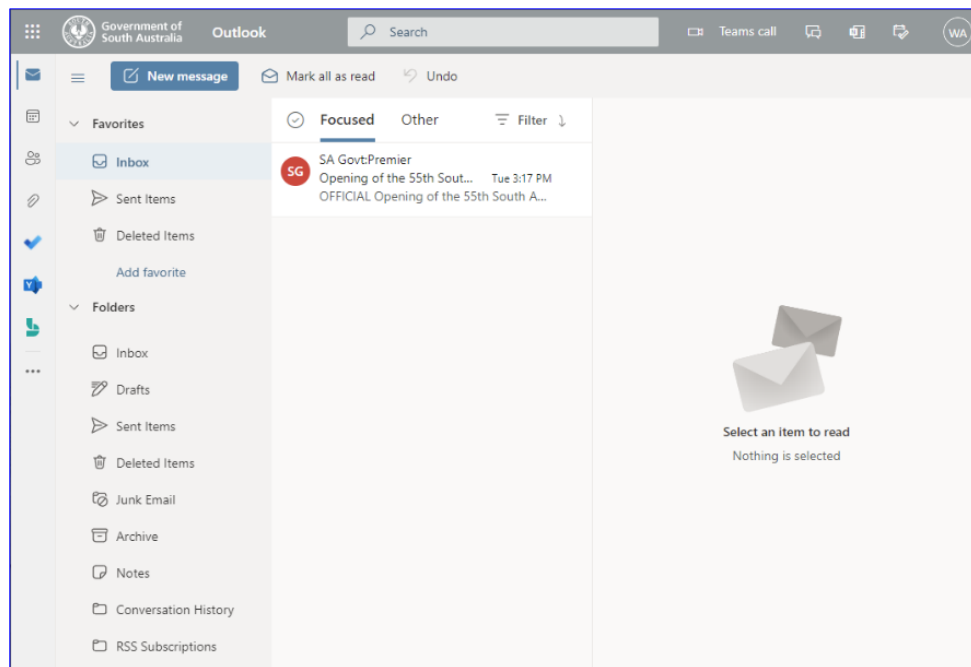 Government of
South Australia
Outlook
Search
Teams call
WA
New message
Mark all as read
Undo
Favorites
Inbox
Sent Items
Deleted Items
Add favorite
Folders
Inbox
Drafts
Sent Items
Deleted Items
Junk Email
Archive
Notes
Conversation History
RSS Subscriptions
Focused
Other
Filter
SG
SA Govt:Premier
Opening of the 55th Sout... Tue 3:17 PM
OFFICIAL Opening of the 55th South A...
Select an item to read
Nothing is selected